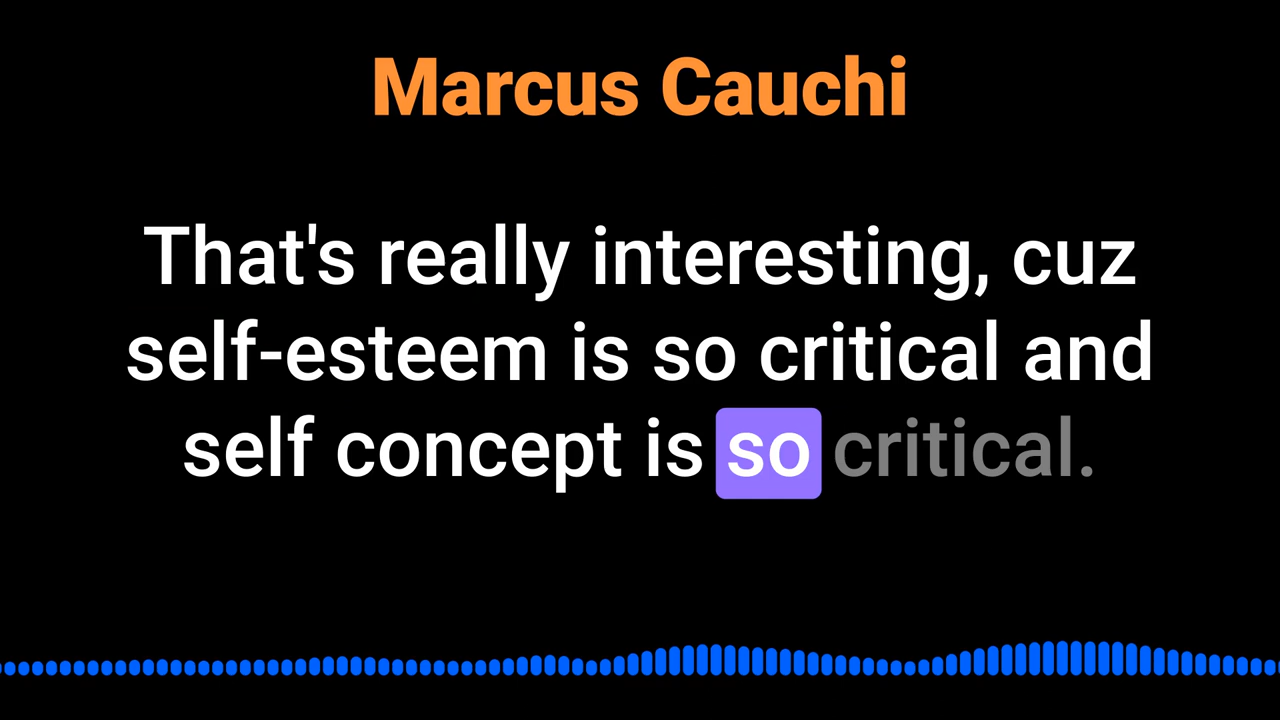 Marcus Cauchi
That's really interesting, cuz
self-esteem is so critical and
self concept is so critical.